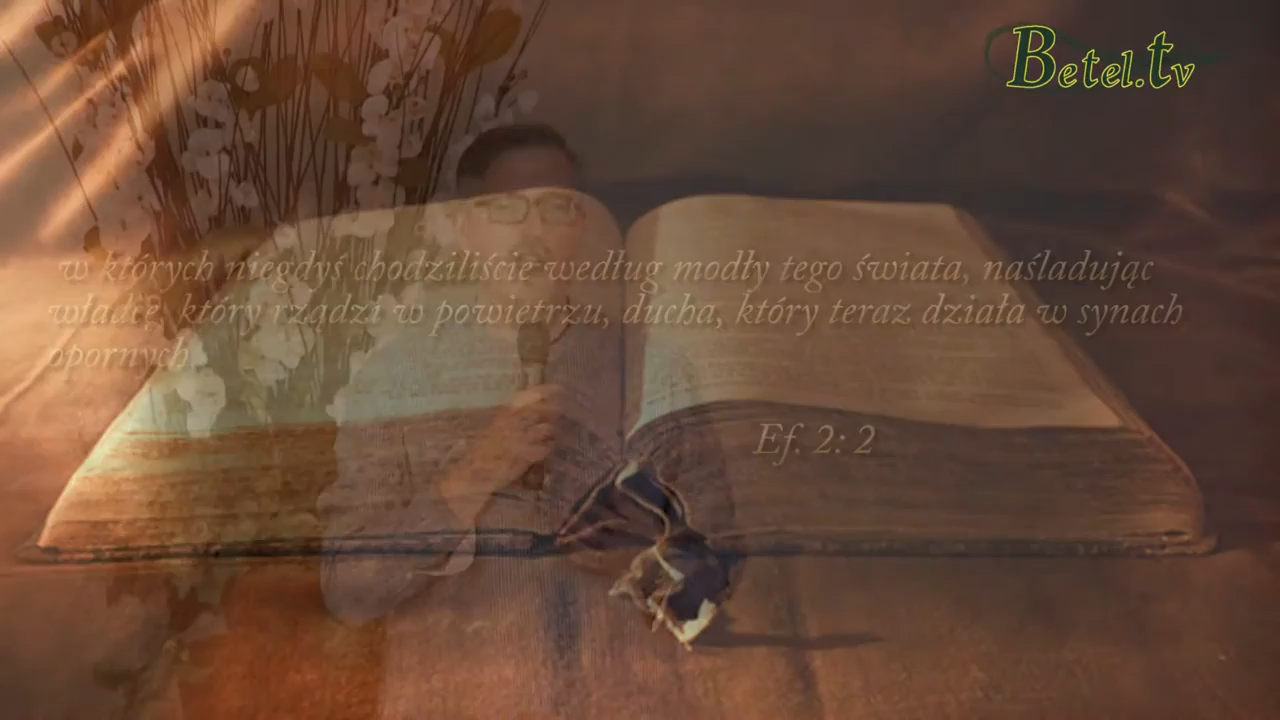 Betel.tv
w których niegdyś chodziliście według modły tego świata, naśladując
władcę, który rządzi w powietrzu, ducha, który teraz działa w synach
opornych
Ef. 2: 2